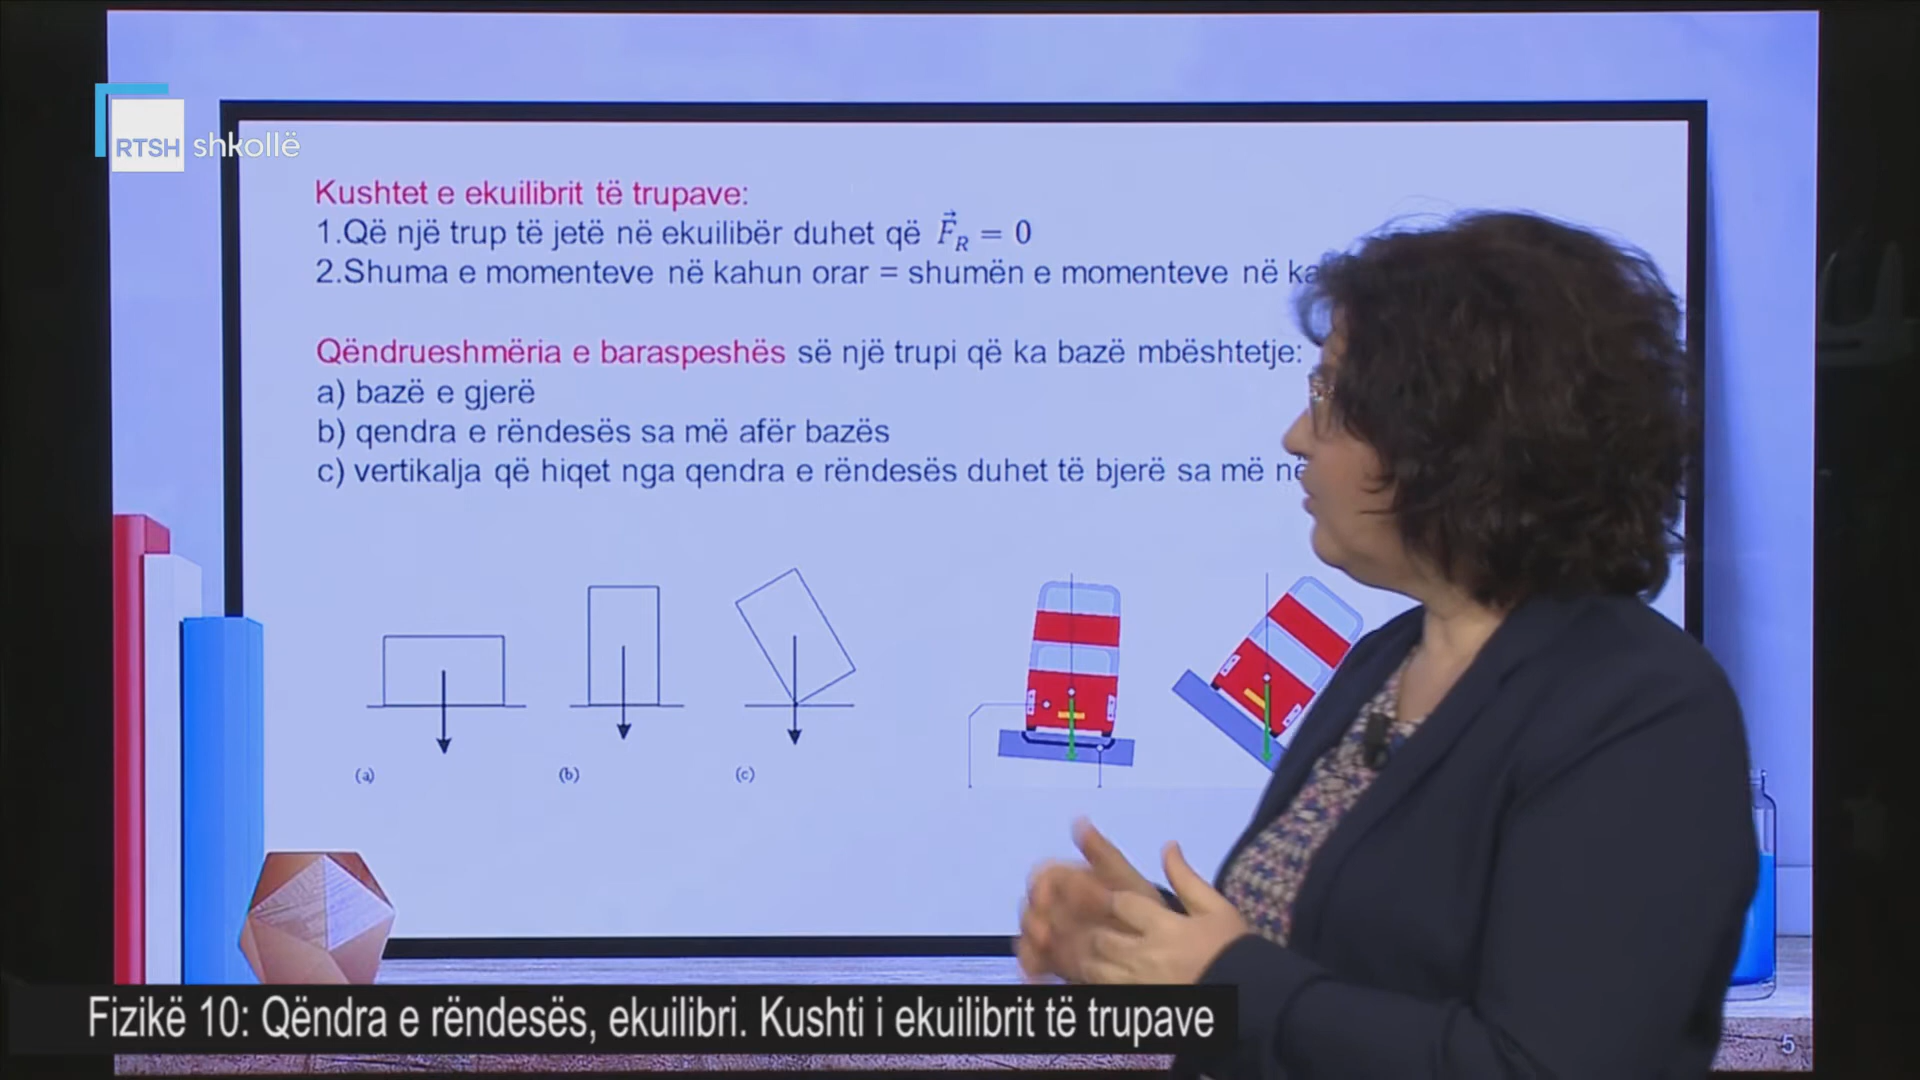 RTSH shkollë
Kushtet e ekuilibrit të trupave:
1.Që një trup të jetë në ekuilibër duhet që F⃗_R = 0
2.Shuma e momenteve në kahun orar = shumën e momenteve në
Qëndrueshmëria e baraspeshës së një trupi që ka bazë mbështetje:
a) bazë e gjerë
b) qendra e rëndesës sa më afër bazës
c) vertikalja që hiqet nga qendra e rëndesës duhet të bjerë sa më
(a) (b) (c)
Fizikë 10: Qëndra e rëndesës, ekuilibri. Kushti i ekuilibrit të trupave
5